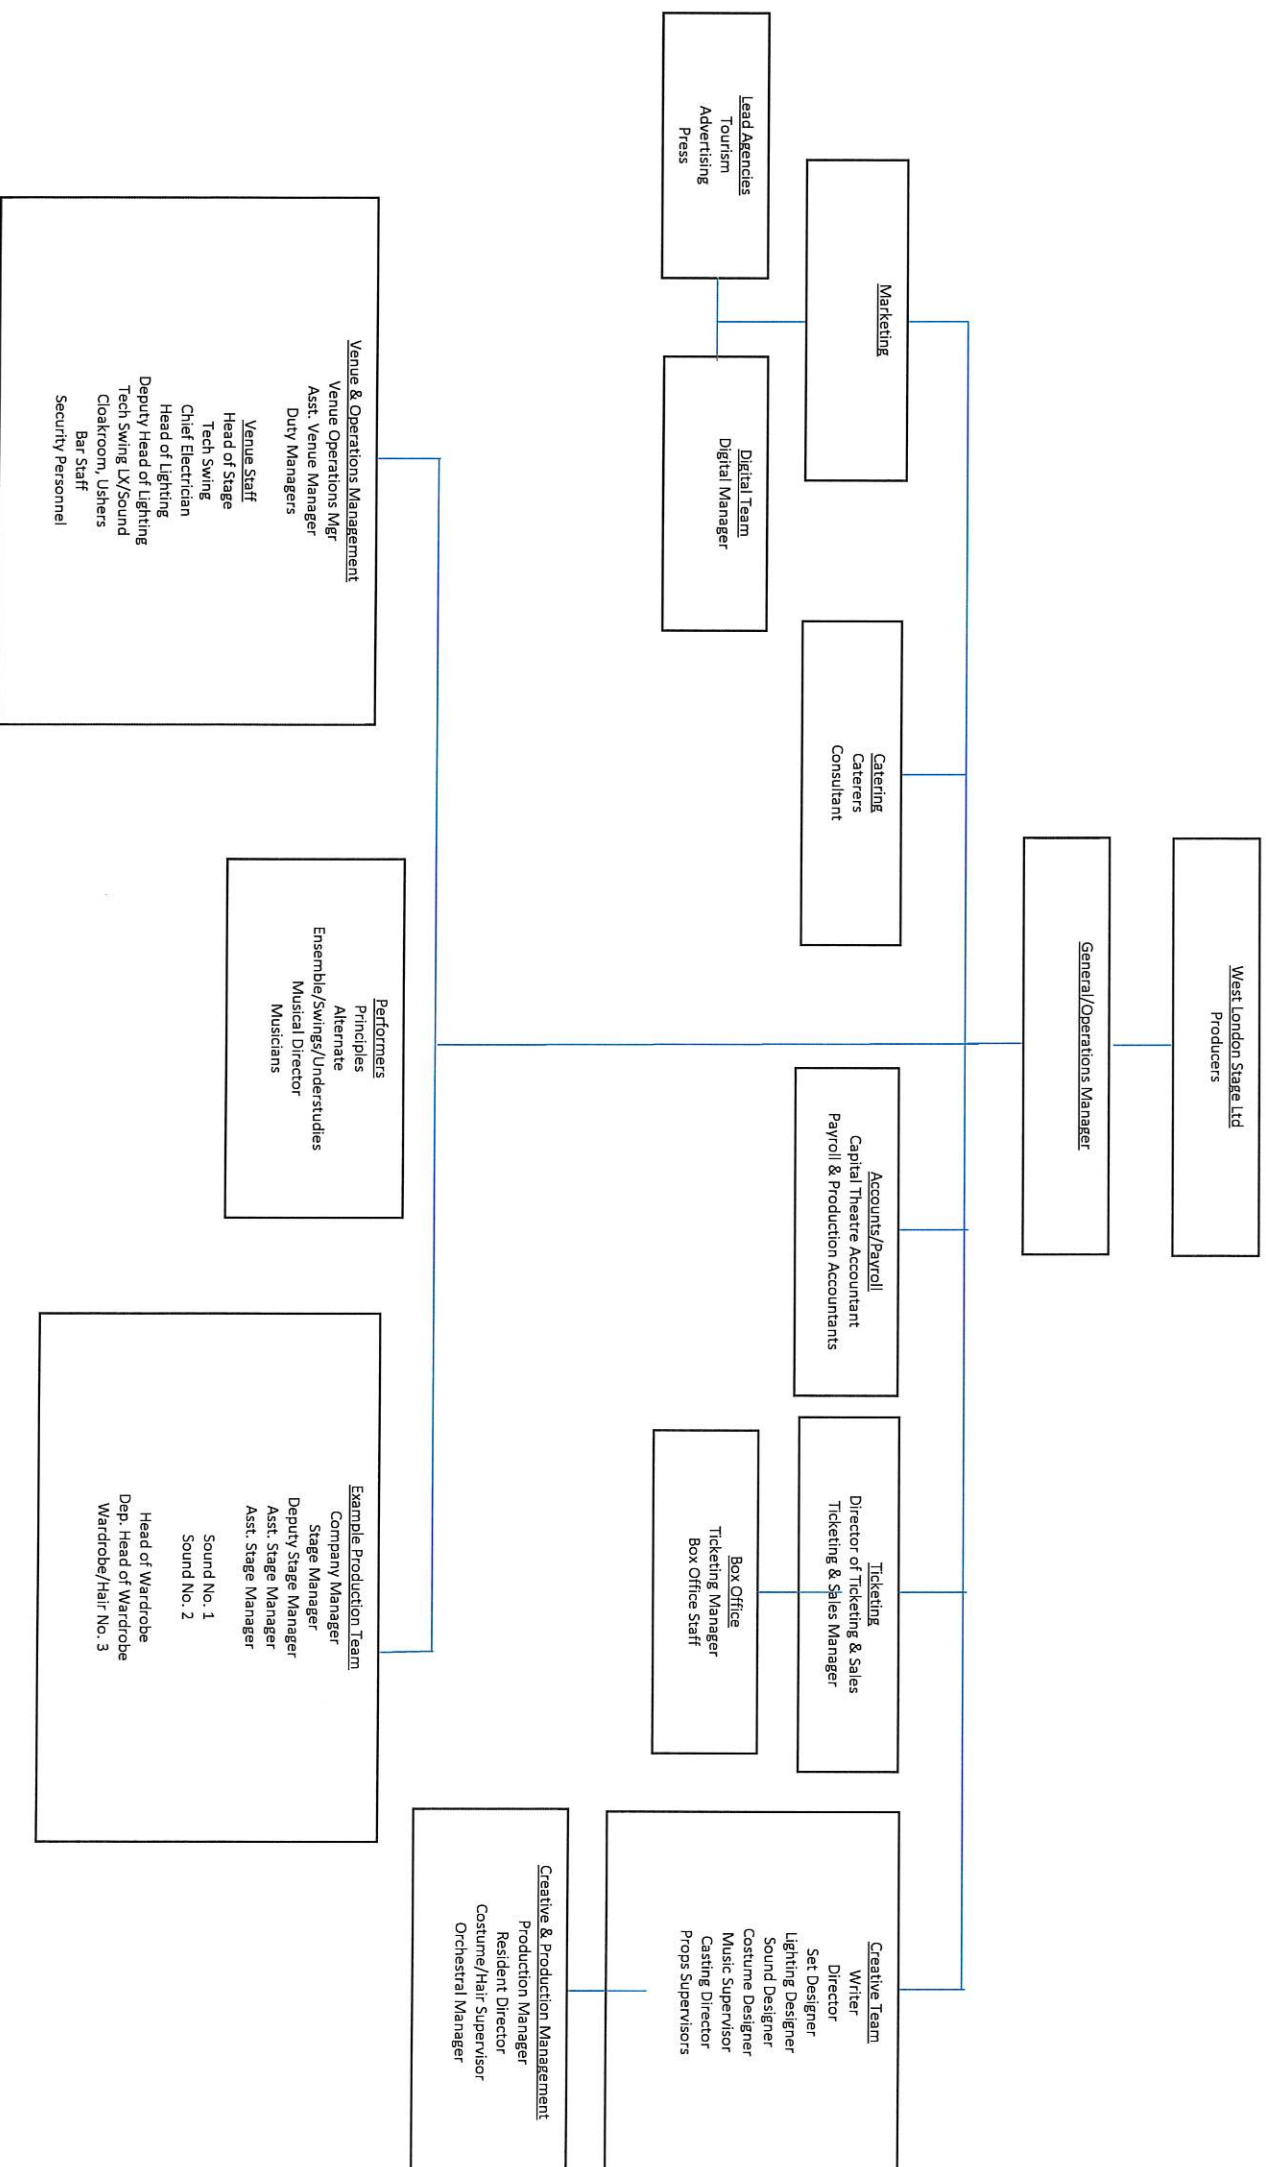 West London Stage Ltd
Producers
General/Operations Manager
Marketing
Lead Agencies
Tourism
Advertising
Press
Digital Team
Digital Manager
Catering
Caterers
Consultant
Accounts/Payroll
Capital Theatre Accountant
Payroll & Production Accountants
Ticketing
Director of Ticketing & Sales
Ticketing & Sales Manager
Box Office
Ticketing Manager
Box Office Staff
Creative Team
Writer
Director
Set Designer
Lighting Designer
Sound Designer
Costume Designer
Music Supervisor
Casting Director
Props Supervisors
Creative & Production Management
Production Manager
Resident Director
Costume/Hair Supervisor
Orchestral Manager
Venue & Operations Management
Venue Operations Mgr
Asst. Venue Manager
Duty Managers
Venue Staff
Head of Stage
Tech Swing
Chief Electrician
Head of Lighting
Deputy Head of Lighting
Tech Swing LX/Sound
Cloakroom, Ushers
Bar Staff
Security Personnel
Performers
Principles
Alternate
Ensemble/Swings/Understudies
Musical Director
Musicians
Example Production Team
Company Manager
Stage Manager
Deputy Stage Manager
Asst. Stage Manager
Asst. Stage Manager
Sound No. 1
Sound No. 2
Head of Wardrobe
Dep. Head of Wardrobe
Wardrobe/Hair No. 3